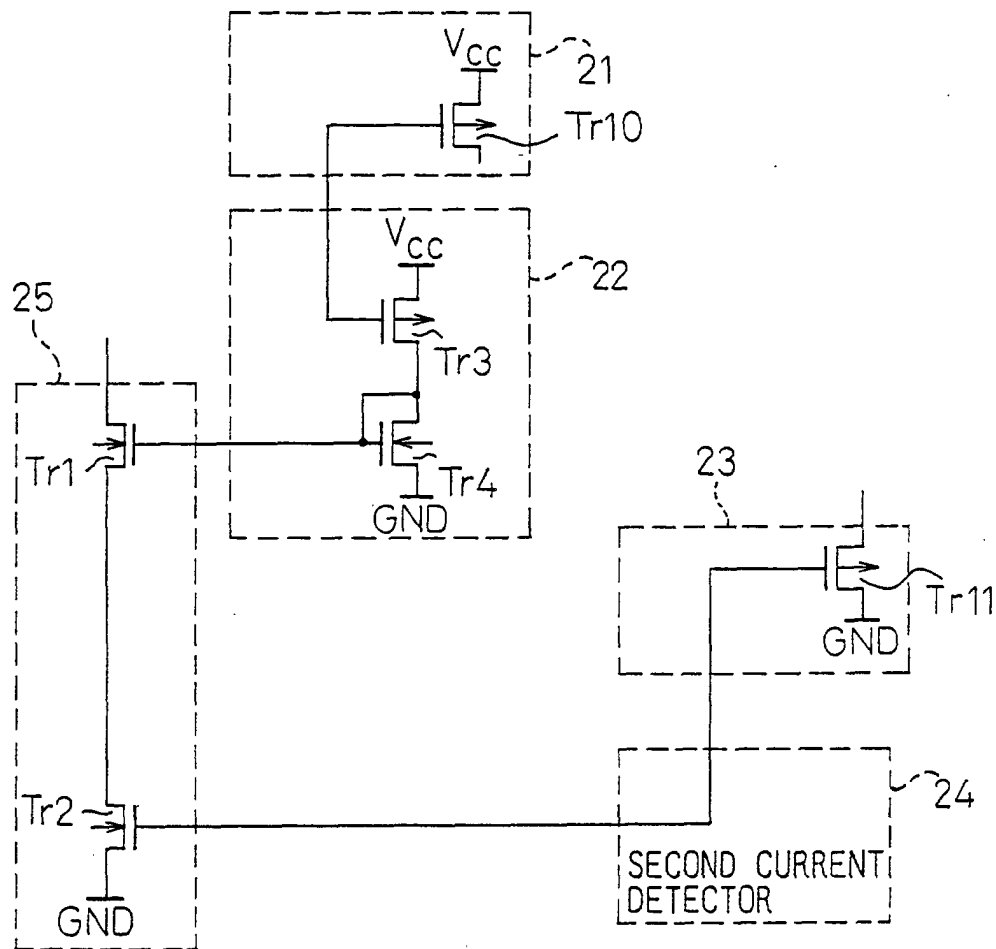 VCC
21
Tr10
VCC
22
25
Tr3
Tr1
Tr4
23
GND
Tr11
GND
24
Tr2
SECOND CURRENT
DETECTOR
GND